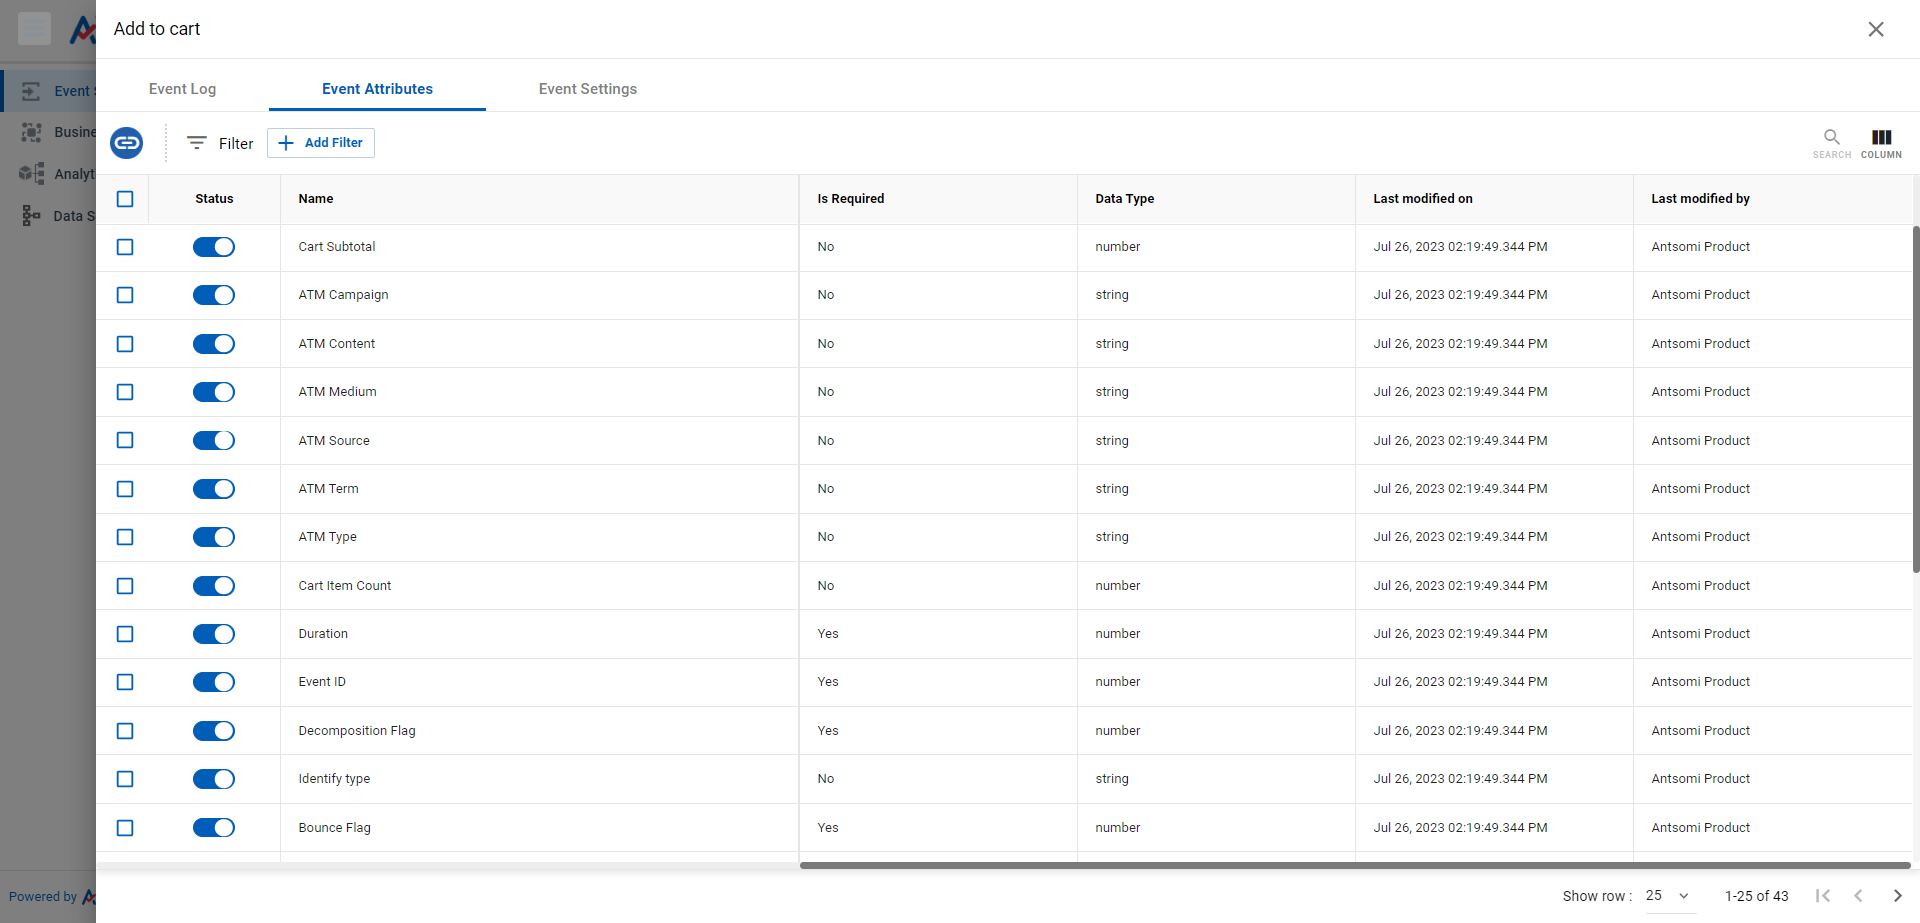 Add to cart
Event Log Event Attributes Event Settings
Event
Busine
Analyt
Data S
Filter Add Filter
SEARCH COLUMN
Status Name Is Required Data Type Last modified on Last modified by
Cart Subtotal No number Jul 26, 2023 02:19:49.344 PM Antsomi Product
ATM Campaign No string Jul 26, 2023 02:19:49.344 PM Antsomi Product
ATM Content No string Jul 26, 2023 02:19:49.344 PM Antsomi Product
ATM Medium No string Jul 26, 2023 02:19:49.344 PM Antsomi Product
ATM Source No string Jul 26, 2023 02:19:49.344 PM Antsomi Product
ATM Term No string Jul 26, 2023 02:19:49.344 PM Antsomi Product
ATM Type No string Jul 26, 2023 02:19:49.344 PM Antsomi Product
Cart Item Count No number Jul 26, 2023 02:19:49.344 PM Antsomi Product
Duration Yes number Jul 26, 2023 02:19:49.344 PM Antsomi Product
Event ID Yes number Jul 26, 2023 02:19:49.344 PM Antsomi Product
Decomposition Flag Yes number Jul 26, 2023 02:19:49.344 PM Antsomi Product
Identify type No string Jul 26, 2023 02:19:49.344 PM Antsomi Product
Bounce Flag Yes number Jul 26, 2023 02:19:49.344 PM Antsomi Product
Powered by
Show row : 25 1-25 of 43